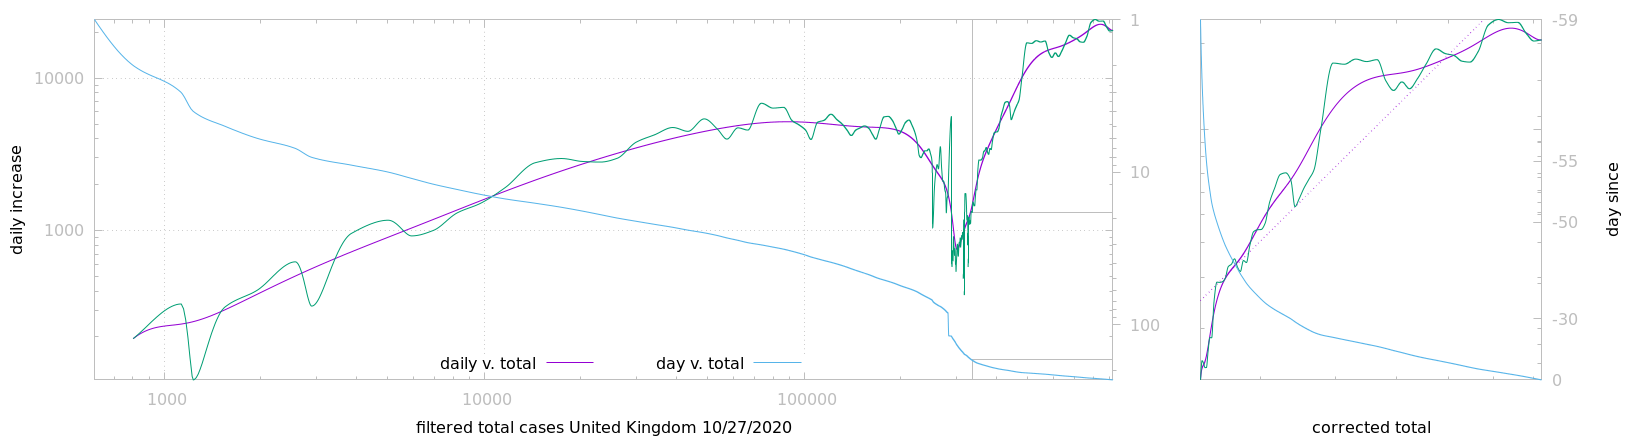 1
-59
10000
10
-55
daily increase
day since
-50
1000
100
-30
daily v. total
day v. total
0
1000
10000
100000
filtered total cases United Kingdom 10/27/2020
corrected total